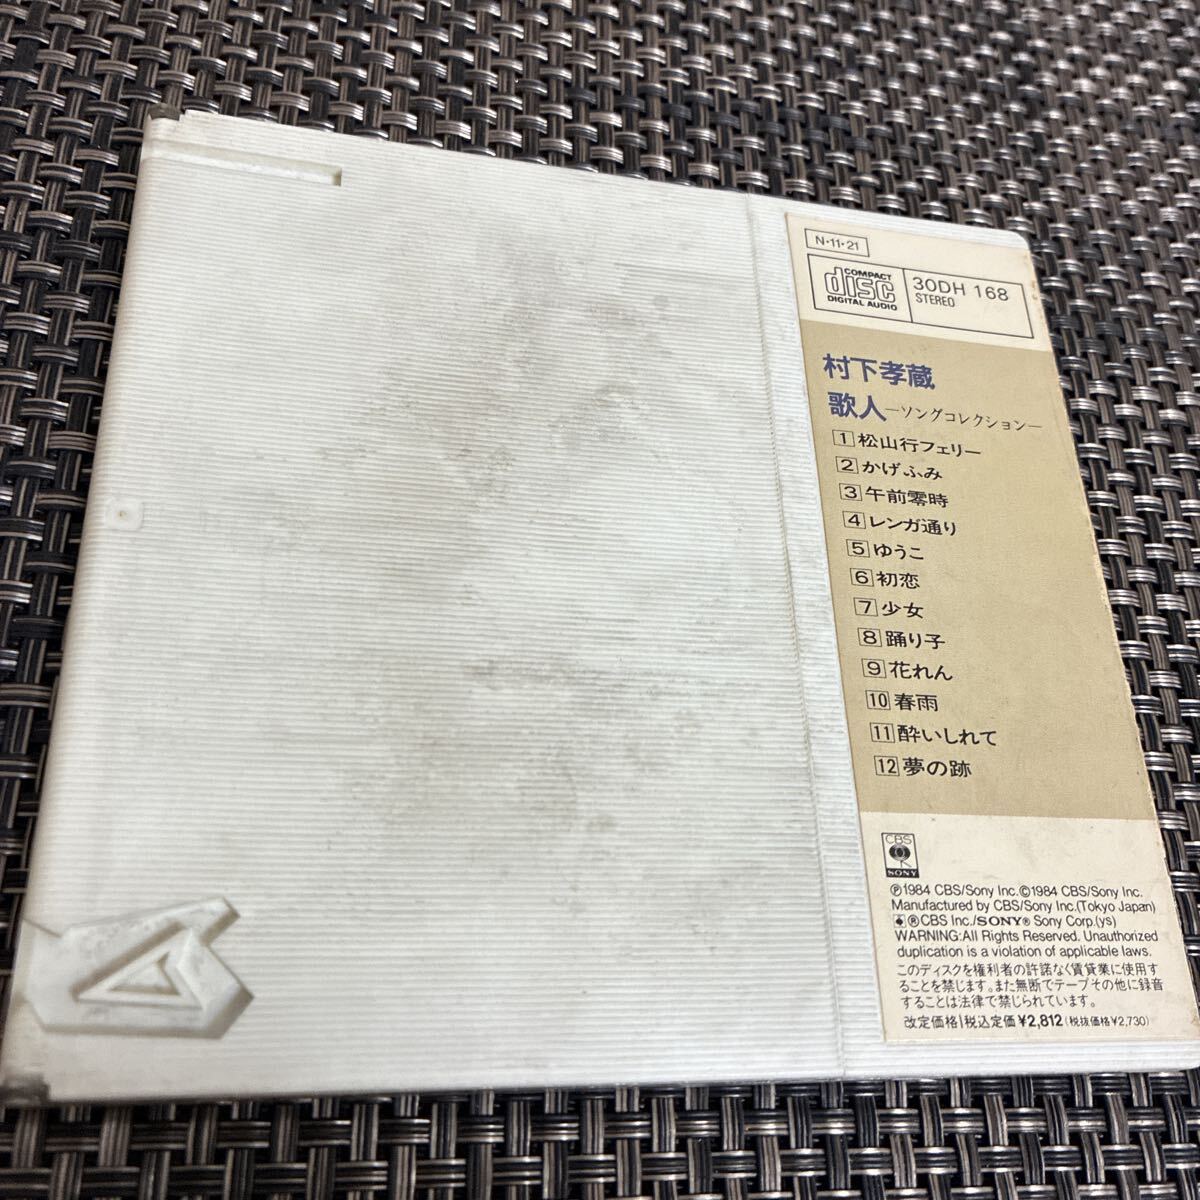 N・11・21
COMPACT
disc
DIGITAL AUDIO
30DH 168
STEREO
村下孝蔵
歌人—ソングコレクション—
1 松山行フェリー
2 かげふみ
3 午前零時
4 レンガ通り
5 ゆうこ
6 初恋
7 少女
8 踊り子
9 花れん
10 春雨
11 酔いしれて
12 夢の跡
CBS
SONY
Ⓟ1984 CBS/Sony Inc.©1984 CBS/Sony Inc.
Manufactured by CBS/Sony Inc.(Tokyo Japan)
®CBS Inc./SONY® Sony Corp.(ys)
WARNING:All Rights Reserved. Unauthorized
duplication is a violation of applicable laws.
このディスクを権利者の許諾なく賃貸業に使用す
ることを禁じます。また無断でテープその他に録音
することは法律で禁じられています。
改定価格|税込定価¥2,812(税抜価格¥2,730)